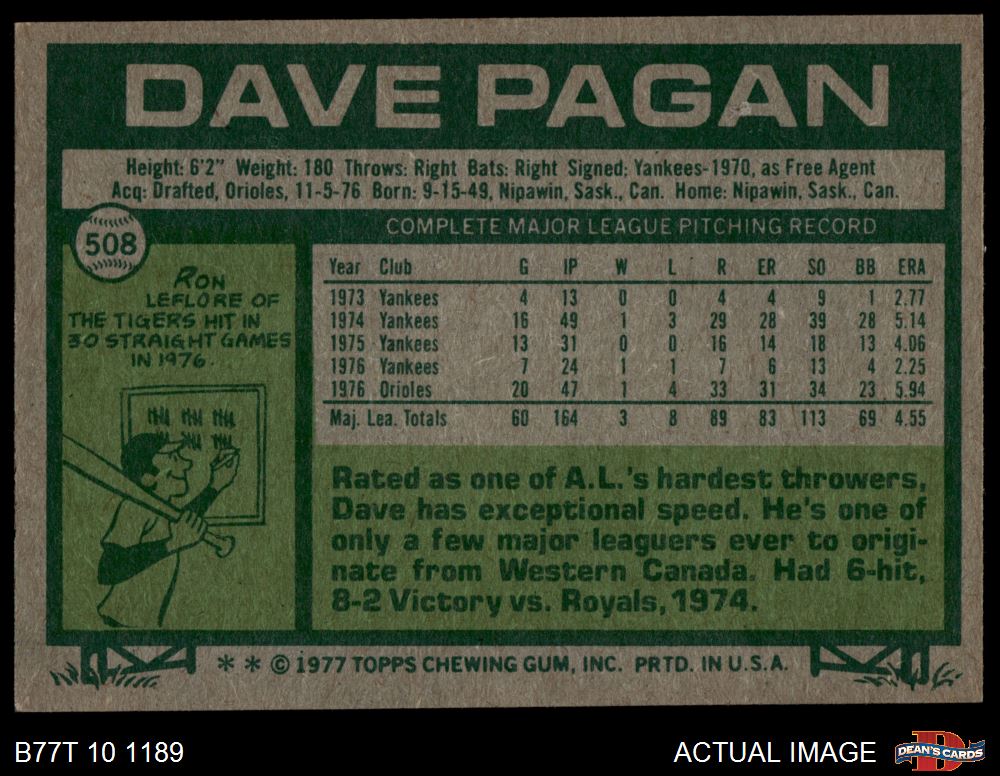 DAVE PAGAN
Height: 6'2" Weight: 180 Throws: Right Bats: Right Signed: Yankees-1970, as Free Agent
Acq: Drafted, Orioles, 11-5-76 Born: 9-15-49, Nipawin, Sask., Can. Home: Nipawin, Sask., Can.
508
COMPLETE MAJOR LEAGUE PITCHING RECORD
Year Club G IP W L R ER SO BB ERA
1973 Yankees 4 13 0 0 4 4 9 1 2.77
1974 Yankees 16 49 1 3 29 28 39 28 5.14
1975 Yankees 13 31 0 0 16 14 18 13 4.06
1976 Yankees 7 24 1 1 7 6 13 4 2.25
1976 Orioles 20 47 1 4 33 31 34 23 5.94
Maj. Lea. Totals 60 164 3 8 89 83 113 69 4.55
RON
LEFLORE OF
THE TIGERS HIT IN
30 STRAIGHT GAMES
IN 1976.
Rated as one of A.L.'s hardest throwers,
Dave has exceptional speed. He's one of
only a few major leaguers ever to origi-
nate from Western Canada. Had 6-hit,
8-2 Victory vs. Royals, 1974.
* * © 1977 TOPPS CHEWING GUM, INC. PRTD. IN U.S.A.
B77T 10 1189
ACTUAL IMAGE
D
DEAN'S CARDS